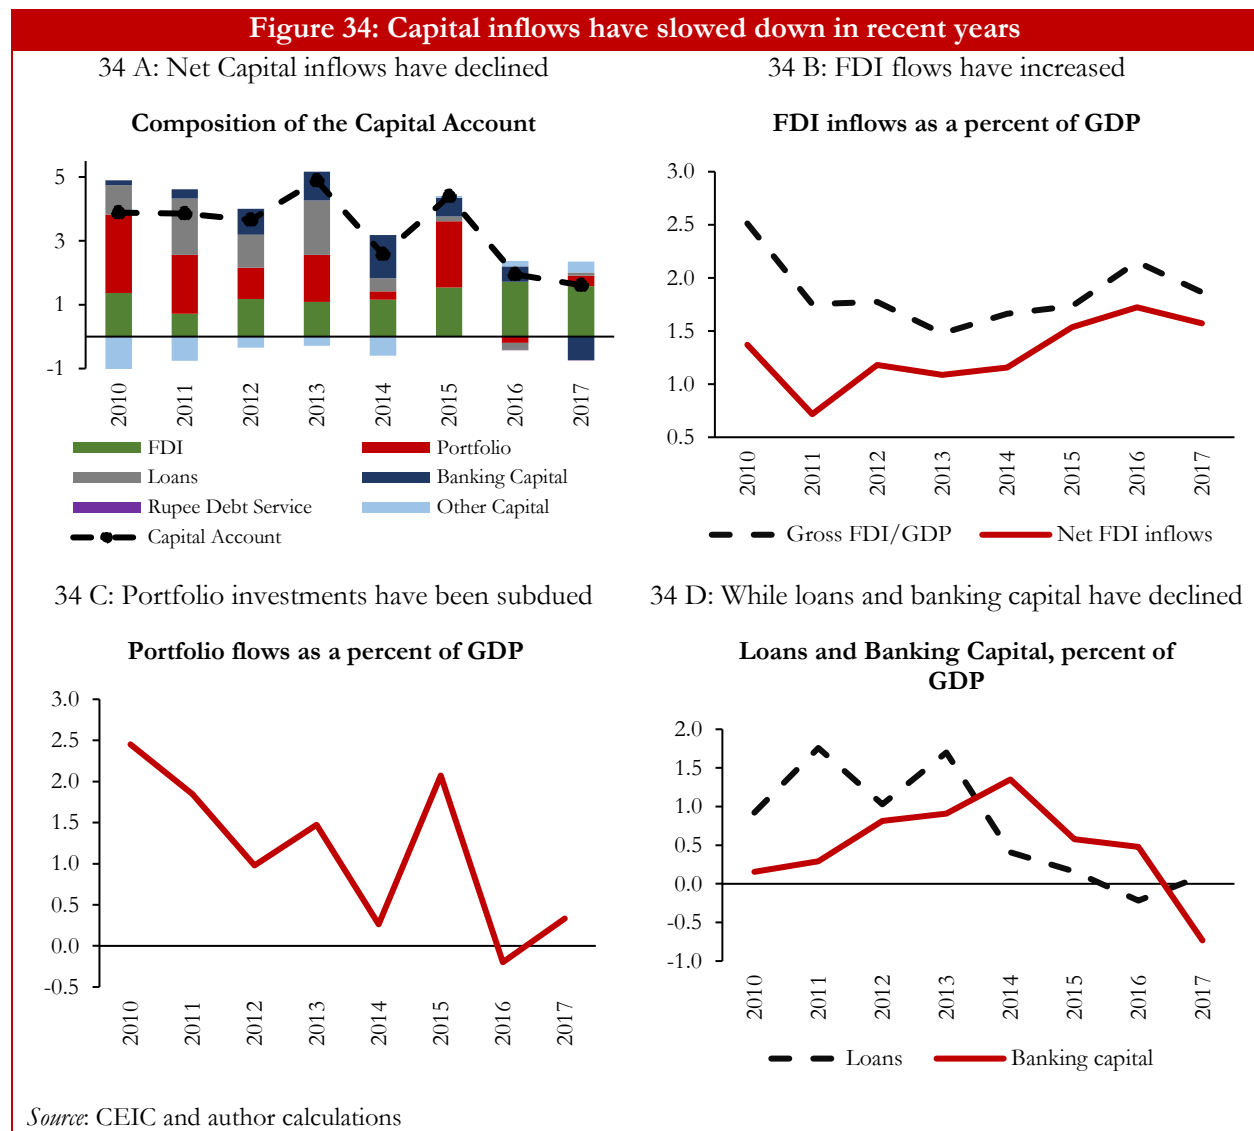 Figure 34: Capital inflows have slowed down in recent years
34 A: Net Capital inflows have declined
Composition of the Capital Account
5
3
1
-1
2010
2011
2012
2013
2014
2015
2016
2017
FDI
Portfolio
Loans
Banking Capital
Rupee Debt Service
Other Capital
Capital Account
34 B: FDI flows have increased
FDI inflows as a percent of GDP
3.0
2.5
2.0
1.5
1.0
0.5
2010
2011
2012
2013
2014
2015
2016
2017
Gross FDI/GDP
Net FDI inflows
34 C: Portfolio investments have been subdued
Portfolio flows as a percent of GDP
3.0
2.5
2.0
1.5
1.0
0.5
0.0
-0.5
2010
2011
2012
2013
2014
2015
2016
2017
34 D: While loans and banking capital have declined
Loans and Banking Capital, percent of
GDP
2.0
1.5
1.0
0.5
0.0
-0.5
-1.0
2010
2011
2012
2013
2014
2015
2016
2017
Loans
Banking capital
Source: CEIC and author calculations